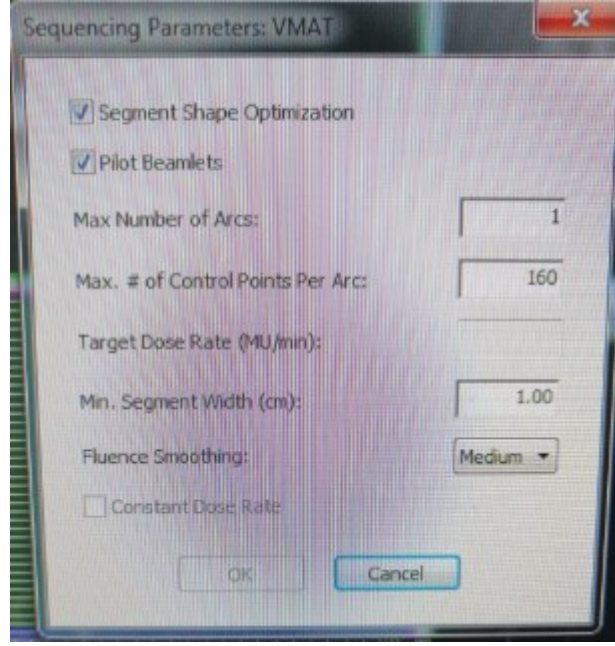 Sequencing Parameters: VMAT
Segment Shape Optimization
Pilot Beamlets
Max Number of Arcs: 1
Max. # of Control Points Per Arc: 160
Target Dose Rate (MU/min):
Min. Segment Width (cm): 1.00
Fluence Smoothing: Medium
Constant Dose Rate
OK Cancel